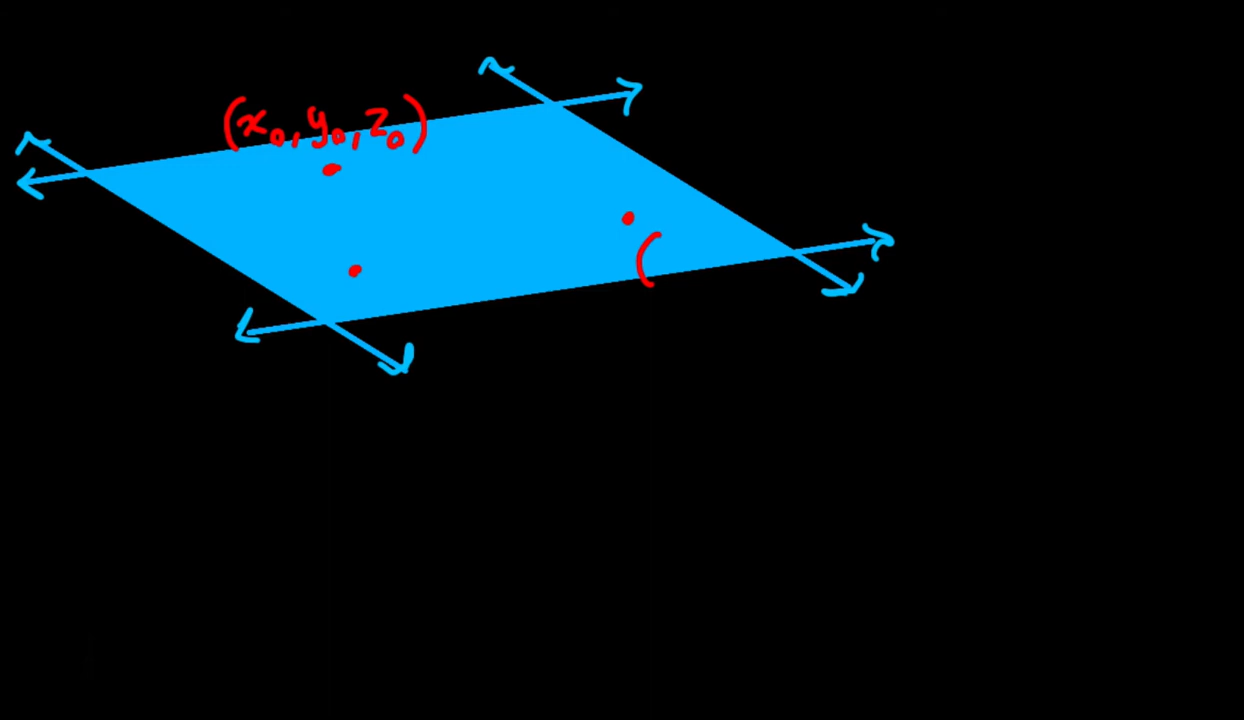 (x₀, y₀, z₀)
(